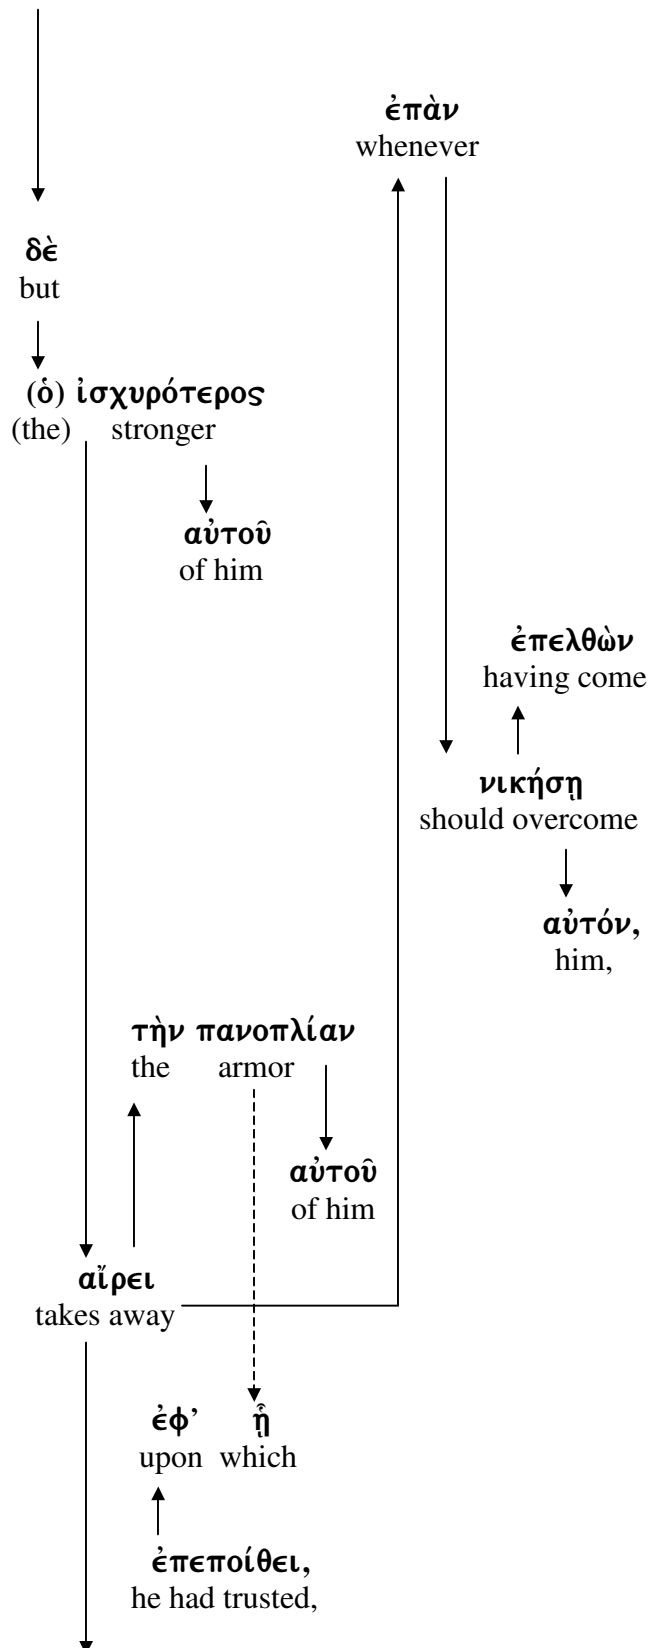 ἐπὰν
whenever
δὲ
but
(ὁ) ἰσχυρότερος
(the) stronger
αὐτοῦ
of him
ἐπελθὼν
having come
νικήσῃ
should overcome
αὐτόν,
him,
τὴν πανοπλίαν
the armor
αὐτοῦ
of him
αἴρει
takes away
ἐφ’ ᾗ
upon which
ἐπεποίθει,
he had trusted,